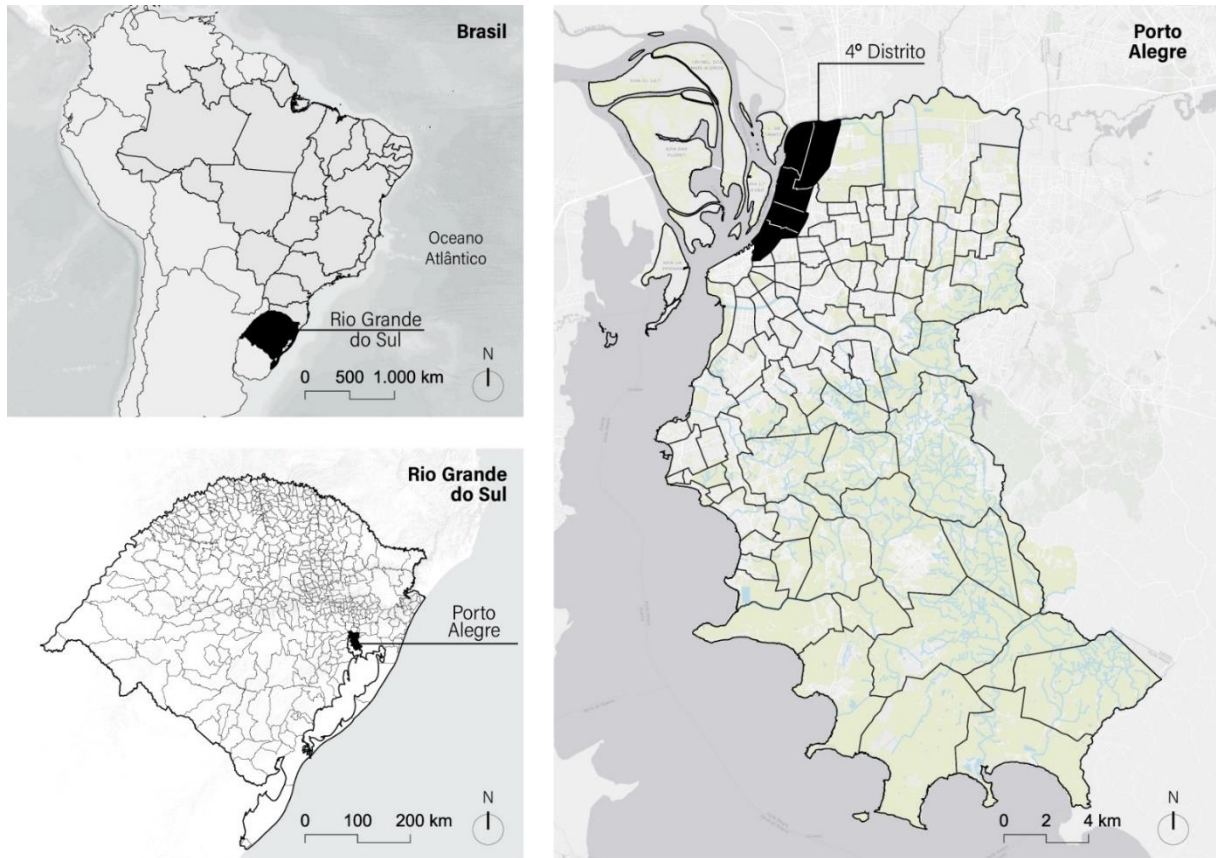 Brasil
Oceano
Atlântico
Rio Grande
do Sul
0 500 1.000 km
N
Rio Grande
do Sul
Porto
Alegre
0 100 200 km
N
Porto
Alegre
4º Distrito
0 2 4 km
N